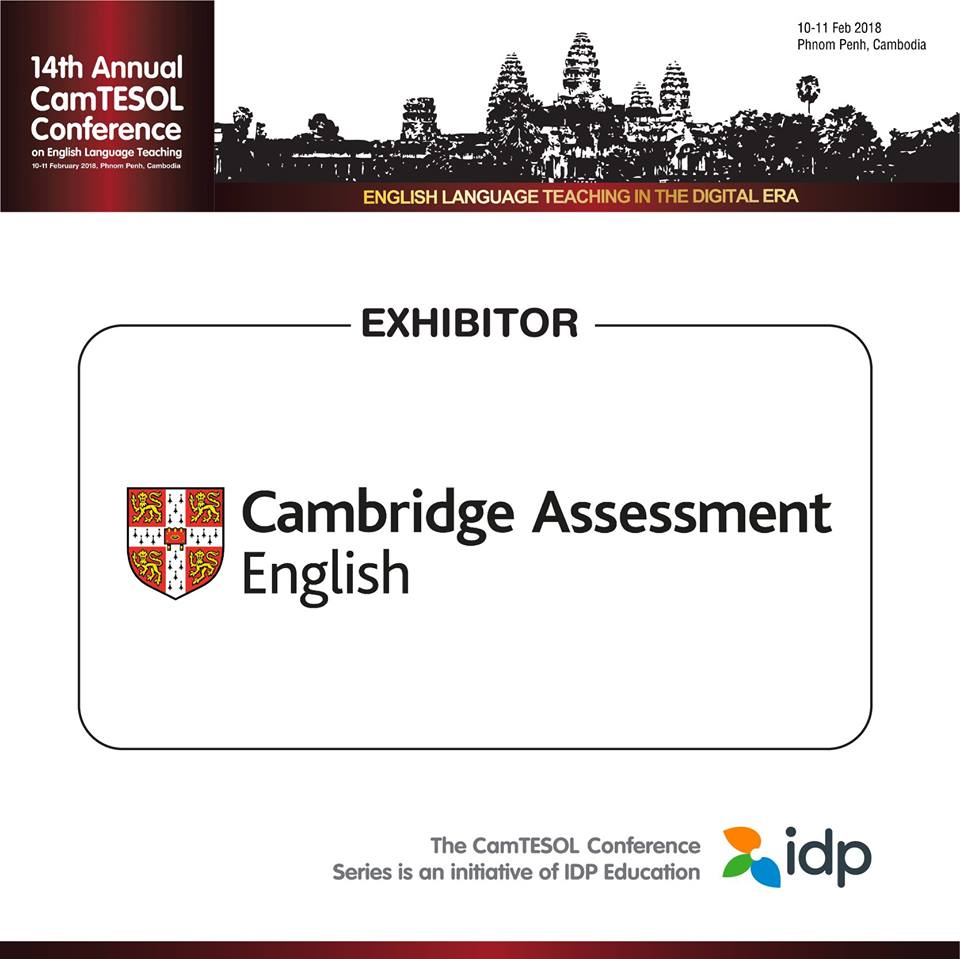 14th Annual
CamTESOL
Conference
on English Language Teaching
10-11 February 2018, Phnom Penh, Cambodia
10-11 Feb 2018
Phnom Penh, Cambodia
ENGLISH LANGUAGE TEACHING IN THE DIGITAL ERA
EXHIBITOR
Cambridge Assessment
English
The CamTESOL Conference
Series is an initiative of IDP Education
idp